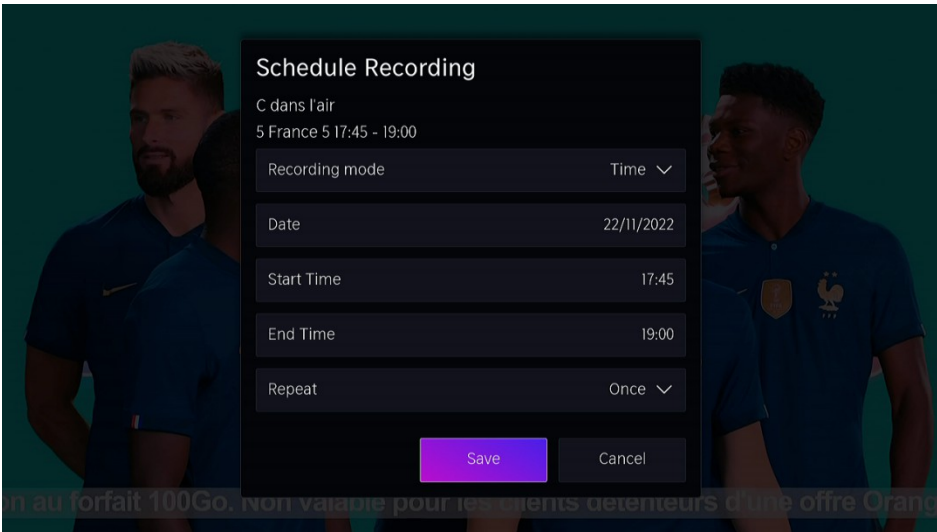 Schedule Recording
C dans l'air
5 France 5 17:45 - 19:00
Recording mode Time
Date 22/11/2022
Start Time 17:45
End Time 19:00
Repeat Once
Save Cancel
on au forfait 100Go. Non valable pour les clients détenteurs d'une offre Orang
FFF